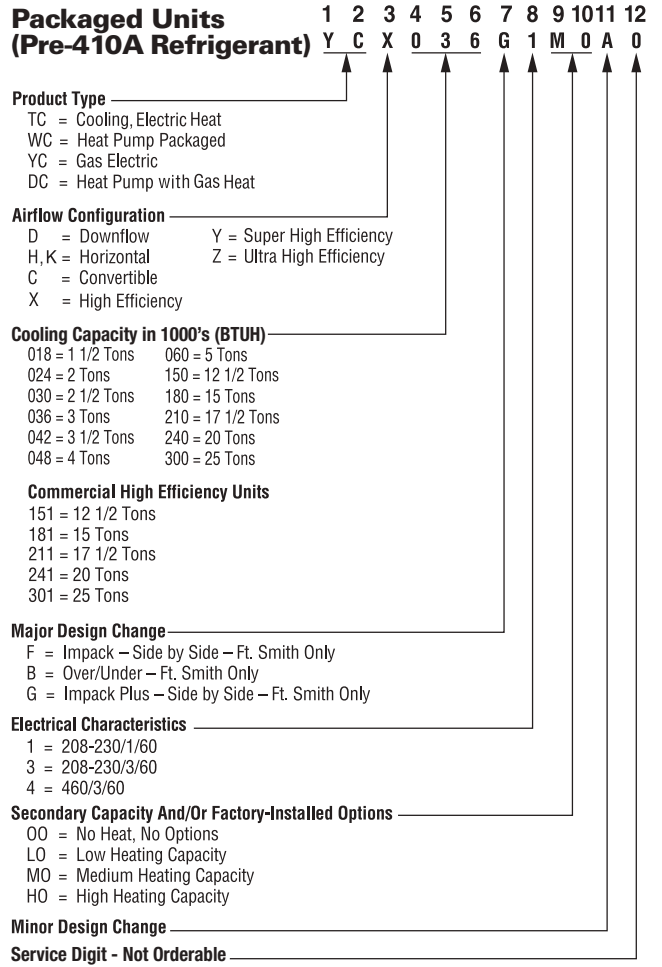 Packaged Units 1 2 3 4 5 6 7 8 9 10 11 12
(Pre-410A Refrigerant) Y C X 0 3 6 G 1 M 0 A 0
Product Type
TC = Cooling, Electric Heat
WC = Heat Pump Packaged
YC = Gas Electric
DC = Heat Pump with Gas Heat
Airflow Configuration
D = Downflow Y = Super High Efficiency
H, K = Horizontal Z = Ultra High Efficiency
C = Convertible
X = High Efficiency
Cooling Capacity in 1000's (BTUH)
018 = 1 1/2 Tons 060 = 5 Tons
024 = 2 Tons 150 = 12 1/2 Tons
030 = 2 1/2 Tons 180 = 15 Tons
036 = 3 Tons 210 = 17 1/2 Tons
042 = 3 1/2 Tons 240 = 20 Tons
048 = 4 Tons 300 = 25 Tons
Commercial High Efficiency Units
151 = 12 1/2 Tons
181 = 15 Tons
211 = 17 1/2 Tons
241 = 20 Tons
301 = 25 Tons
Major Design Change
F = Impack – Side by Side – Ft. Smith Only
B = Over/Under – Ft. Smith Only
G = Impack Plus – Side by Side – Ft. Smith Only
Electrical Characteristics
1 = 208-230/1/60
3 = 208-230/3/60
4 = 460/3/60
Secondary Capacity And/Or Factory-Installed Options
OO = No Heat, No Options
LO = Low Heating Capacity
MO = Medium Heating Capacity
HO = High Heating Capacity
Minor Design Change
Service Digit - Not Orderable